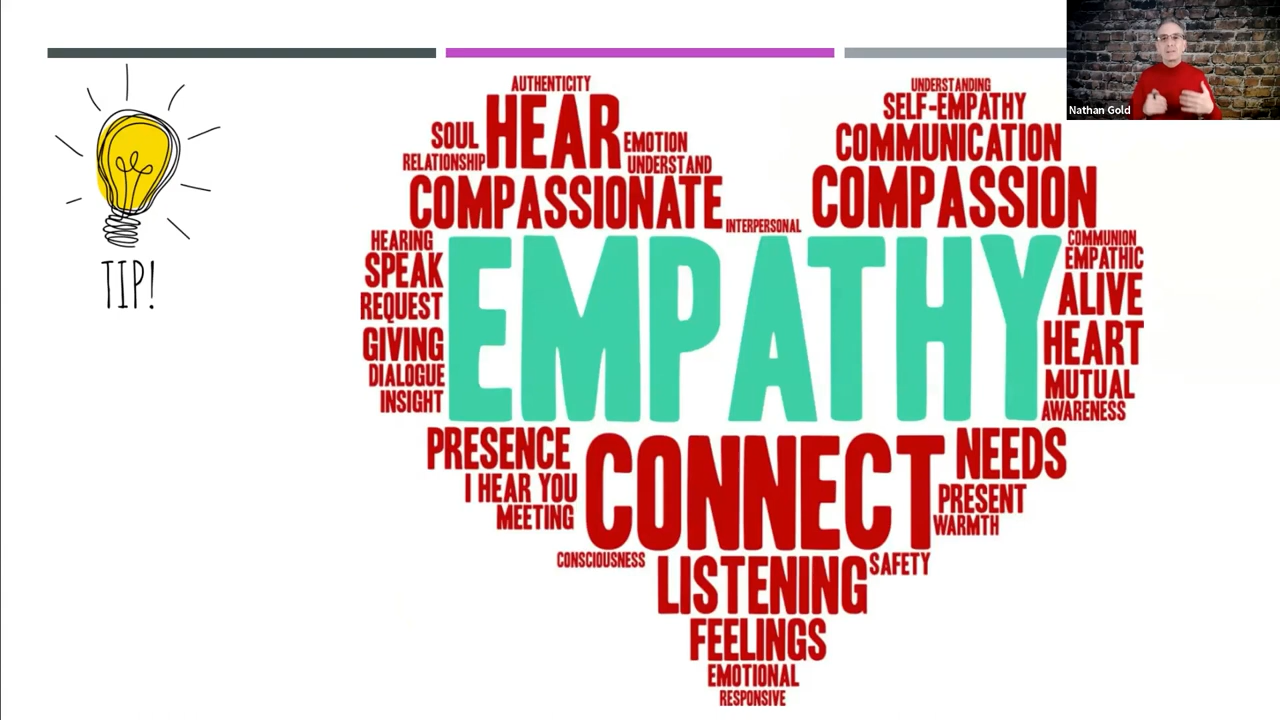 Nathan Gold
TIP!
AUTHENTICITY
SOUL
HEAR
EMOTION
RELATIONSHIP
UNDERSTAND
COMPASSIONATE
INTERPERSONAL
UNDERSTANDING
SELF-EMPATHY
COMMUNICATION
COMPASSION
HEARING
SPEAK
REQUEST
GIVING
DIALOGUE
INSIGHT
EMPATHY
COMMUNION
EMPATHIC
ALIVE
HEART
MUTUAL
AWARENESS
PRESENCE
I HEAR YOU
MEETING
CONNECT
NEEDS
PRESENT
WARMTH
CONSCIOUSNESS
LISTENING
SAFETY
FEELINGS
EMOTIONAL
RESPONSIVE